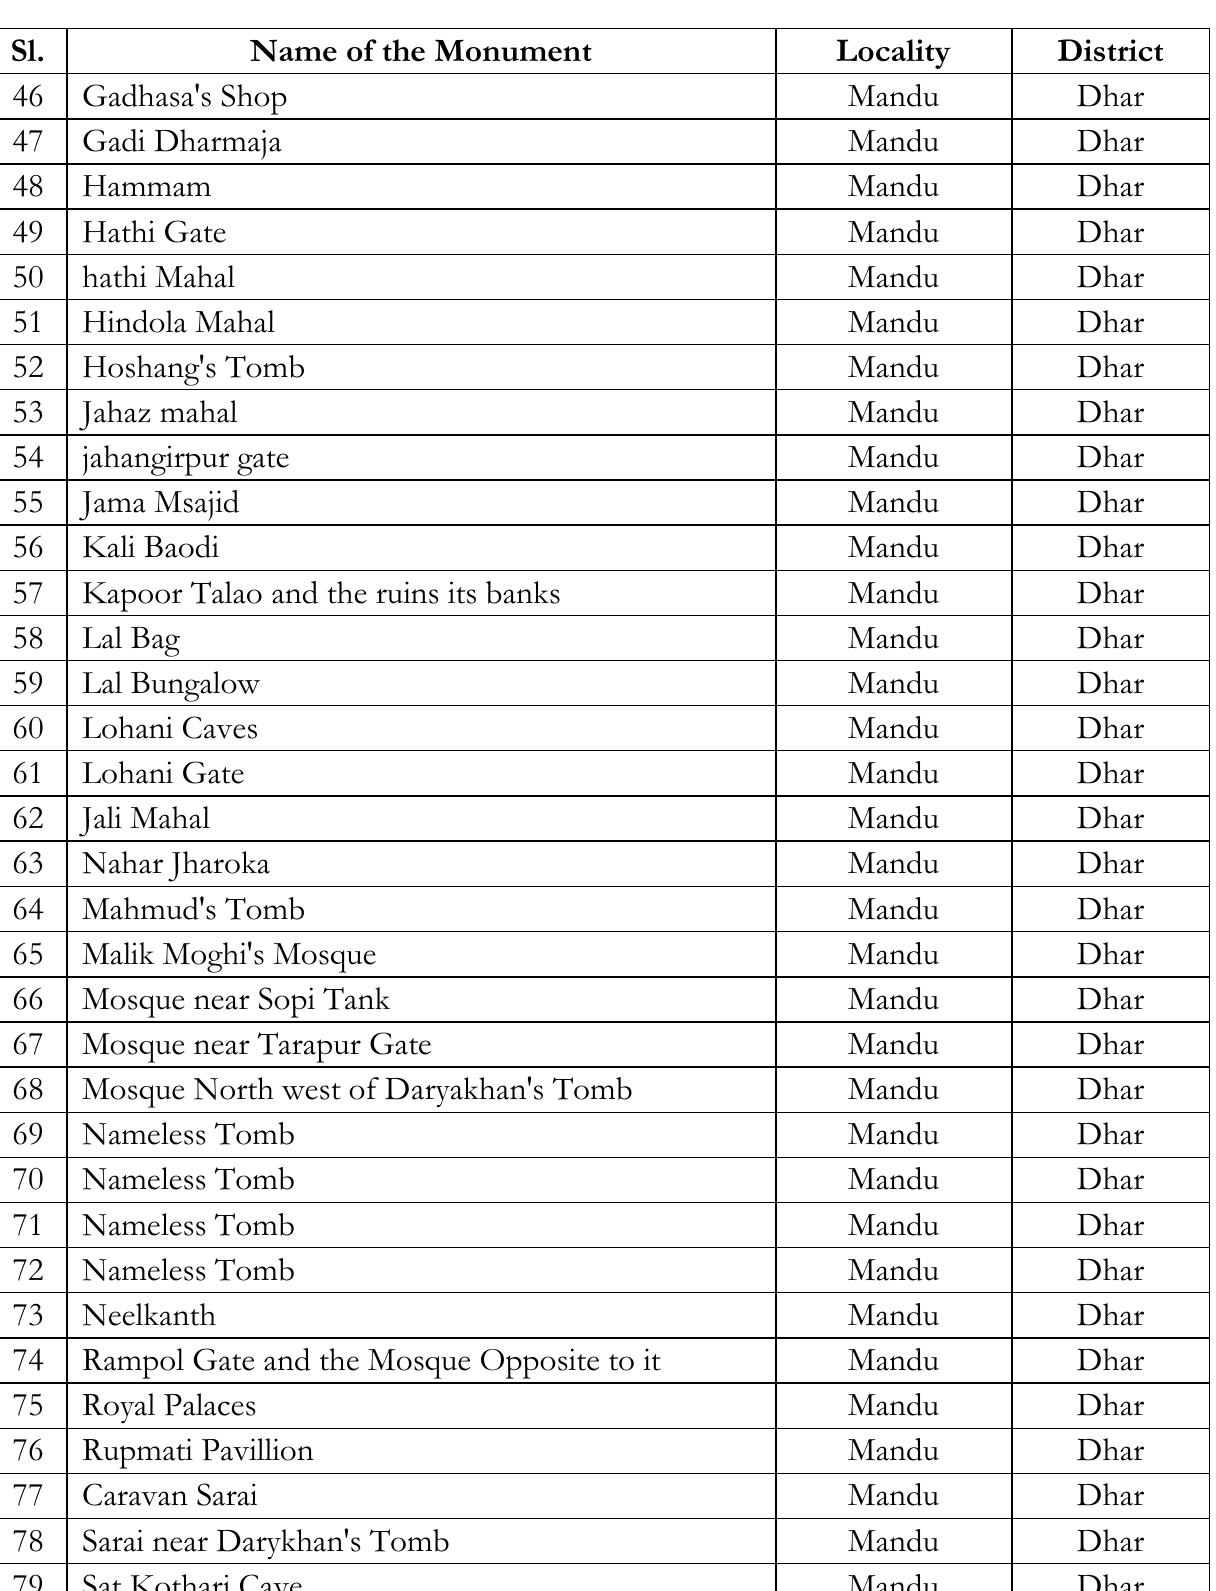 Sl. Name of the Monument Locality District
46 Gadhasa's Shop Mandu Dhar
47 Gadi Dharmaja Mandu Dhar
48 Hammam Mandu Dhar
49 Hathi Gate Mandu Dhar
50 hathi Mahal Mandu Dhar
51 Hindola Mahal Mandu Dhar
52 Hoshang's Tomb Mandu Dhar
53 Jahaz mahal Mandu Dhar
54 jahangirpur gate Mandu Dhar
55 Jama Msajid Mandu Dhar
56 Kali Baodi Mandu Dhar
57 Kapoor Talao and the ruins its banks Mandu Dhar
58 Lal Bag Mandu Dhar
59 Lal Bungalow Mandu Dhar
60 Lohani Caves Mandu Dhar
61 Lohani Gate Mandu Dhar
62 Jali Mahal Mandu Dhar
63 Nahar Jharoka Mandu Dhar
64 Mahmud's Tomb Mandu Dhar
65 Malik Moghi's Mosque Mandu Dhar
66 Mosque near Sopi Tank Mandu Dhar
67 Mosque near Tarapur Gate Mandu Dhar
68 Mosque North west of Daryakhan's Tomb Mandu Dhar
69 Nameless Tomb Mandu Dhar
70 Nameless Tomb Mandu Dhar
71 Nameless Tomb Mandu Dhar
72 Nameless Tomb Mandu Dhar
73 Neelkanth Mandu Dhar
74 Rampol Gate and the Mosque Opposite to it Mandu Dhar
75 Royal Palaces Mandu Dhar
76 Rupmati Pavillion Mandu Dhar
77 Caravan Sarai Mandu Dhar
78 Sarai near Darykhan's Tomb Mandu Dhar
79 Sat Kothari Cave Mandu Dhar